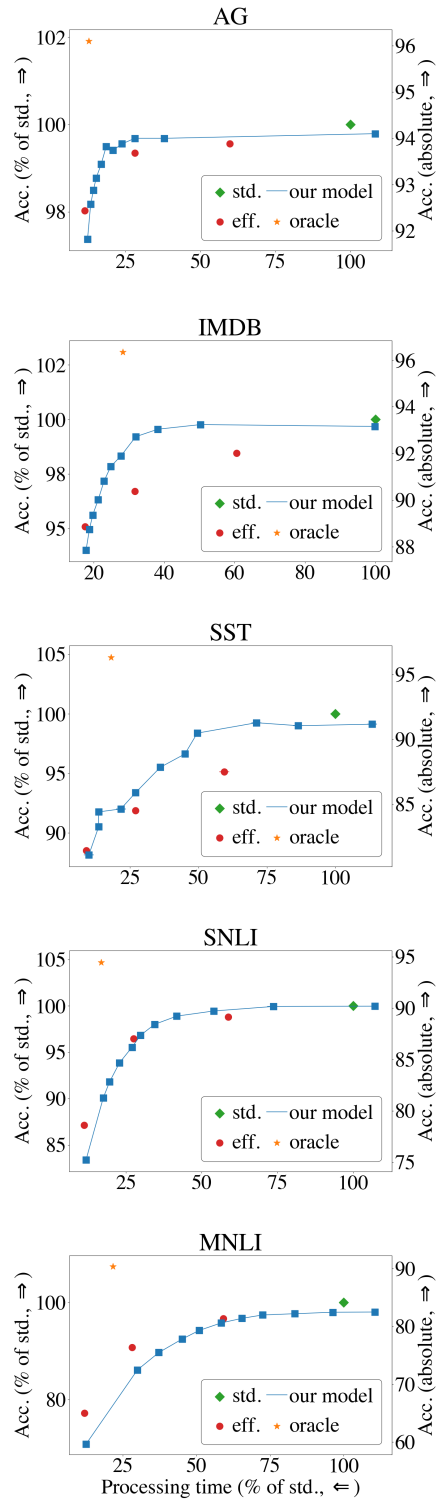 AG
102
100
98
96
95
94
93
92
Acc. (% of std., ⇒)
Acc. (absolute, ⇒)
std. our model
eff. oracle
25 50 75 100
IMDB
102
100
98
95
96
94
92
90
88
Acc. (% of std., ⇒)
Acc. (absolute, ⇒)
std. our model
eff. oracle
20 40 60 80 100
SST
105
100
95
90
95
90
85
Acc. (% of std., ⇒)
Acc. (absolute, ⇒)
std. our model
eff. oracle
25 50 75 100
SNLI
105
100
95
90
85
95
90
85
80
75
Acc. (% of std., ⇒)
Acc. (absolute, ⇒)
std. our model
eff. oracle
25 50 75 100
MNLI
100
80
90
80
70
60
Acc. (% of std., ⇒)
Acc. (absolute, ⇒)
std. our model
eff. oracle
25 50 75 100
Processing time (% of std., ⇐)